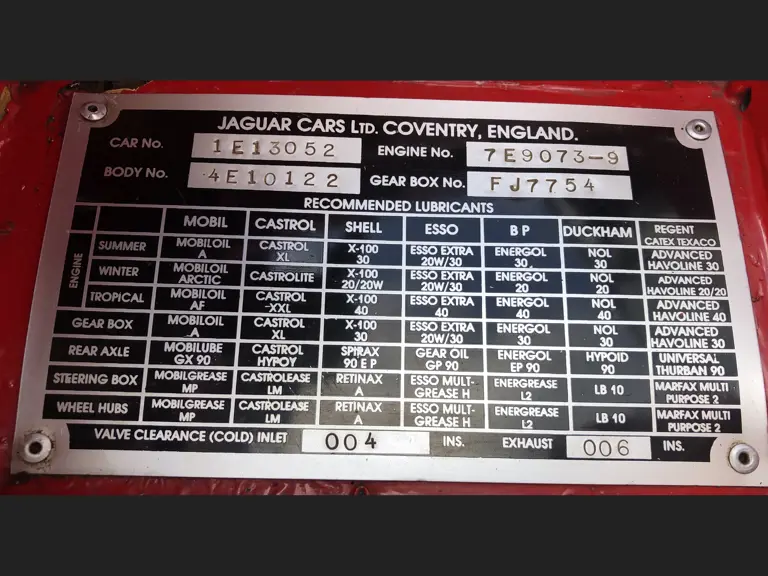 JAGUAR CARS LTD. COVENTRY, ENGLAND.
CAR No. 1E13052 ENGINE No. 7E9073-9
BODY No. 4E10122 GEAR BOX No. FJ7754
RECOMMENDED LUBRICANTS
MOBIL CASTROL SHELL ESSO B P DUCKHAM REGENT CATEX TEXACO
ENGINE
SUMMER MOBILOIL A CASTROL XL X-100 30 ESSO EXTRA 20W/30 ENERGOL 30 NOL 30 ADVANCED HAVOLINE 30
WINTER MOBILOIL ARCTIC CASTROLITE X-100 20/20W ESSO EXTRA 20W/30 ENERGOL 20 NOL 20 ADVANCED HAVOLINE 20/20
TROPICAL MOBILOIL AF CASTROL XXL X-100 40 ESSO EXTRA 40 ENERGOL 40 NOL 40 ADVANCED HAVOLINE 40
GEAR BOX MOBILOIL A CASTROL XL X-100 30 ESSO EXTRA 20W/30 ENERGOL 30 NOL 30 ADVANCED HAVOLINE 30
REAR AXLE MOBILUBE GX 90 CASTROL HYPOY SPIRAX 90 E P GEAR OIL GP 90 ENERGOL EP 90 HYPOID 90 UNIVERSAL THURBAN 90
STEERING BOX MOBILGREASE MP CASTROLEASE LM RETINAX A ESSO MULT- GREASE H ENERGREASE L2 LB 10 MARFAX MULTI PURPOSE 2
WHEEL HUBS MOBILGREASE MP CASTROLEASE LM RETINAX A ESSO MULT- GREASE H ENERGREASE L2 LB 10 MARFAX MULTI PURPOSE 2
VALVE CLEARANCE (COLD) INLET 004 INS. EXHAUST 006 INS.